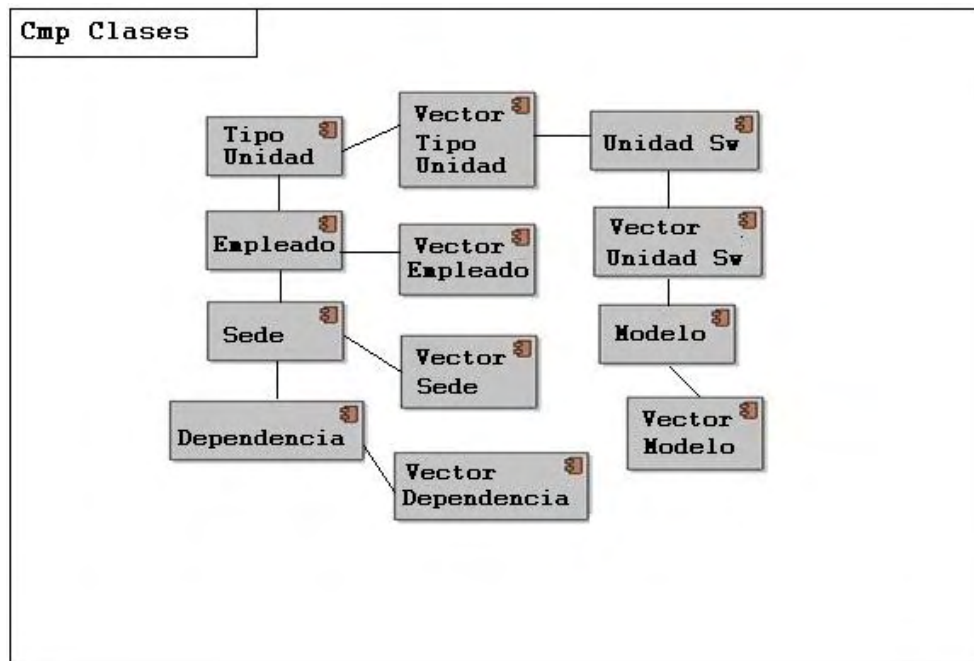 Cmp Clases
Tipo
Unidad
Vector
Tipo
Unidad
Unidad Sw
Empleado
Vector
Empleado
Vector
Unidad Sw
Sede
Vector
Sede
Modelo
Dependencia
Vector
Dependencia
Vector
Modelo